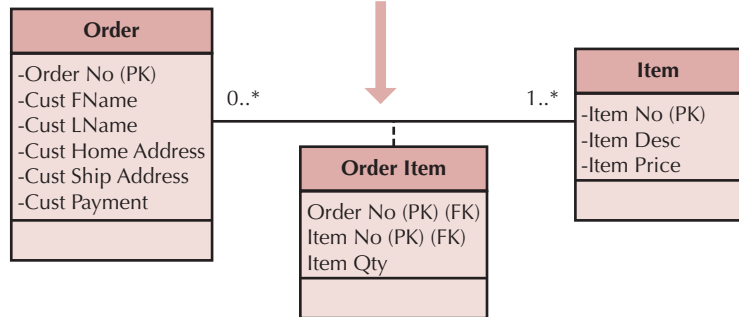 Order
-Order No (PK)
-Cust FName
-Cust LName
-Cust Home Address
-Cust Ship Address
-Cust Payment
0..*
1..*
Order Item
Order No (PK) (FK)
Item No (PK) (FK)
Item Qty
Item
-Item No (PK)
-Item Desc
-Item Price